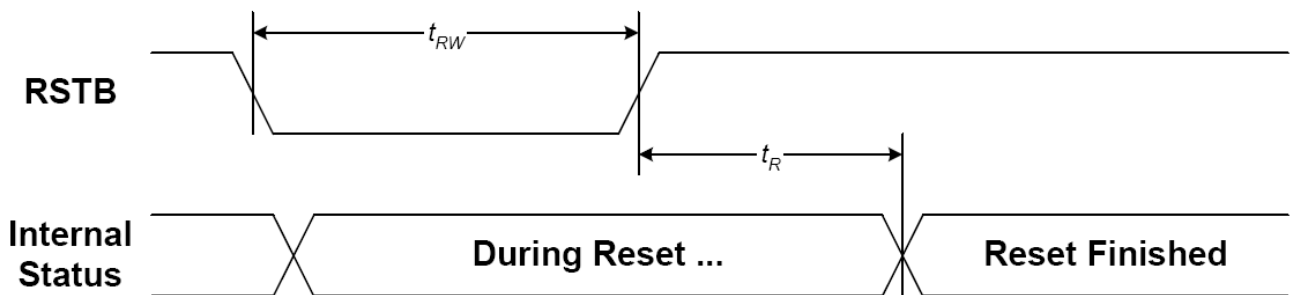 t_RW
RSTB
t_R
Internal
Status
During Reset ...
Reset Finished